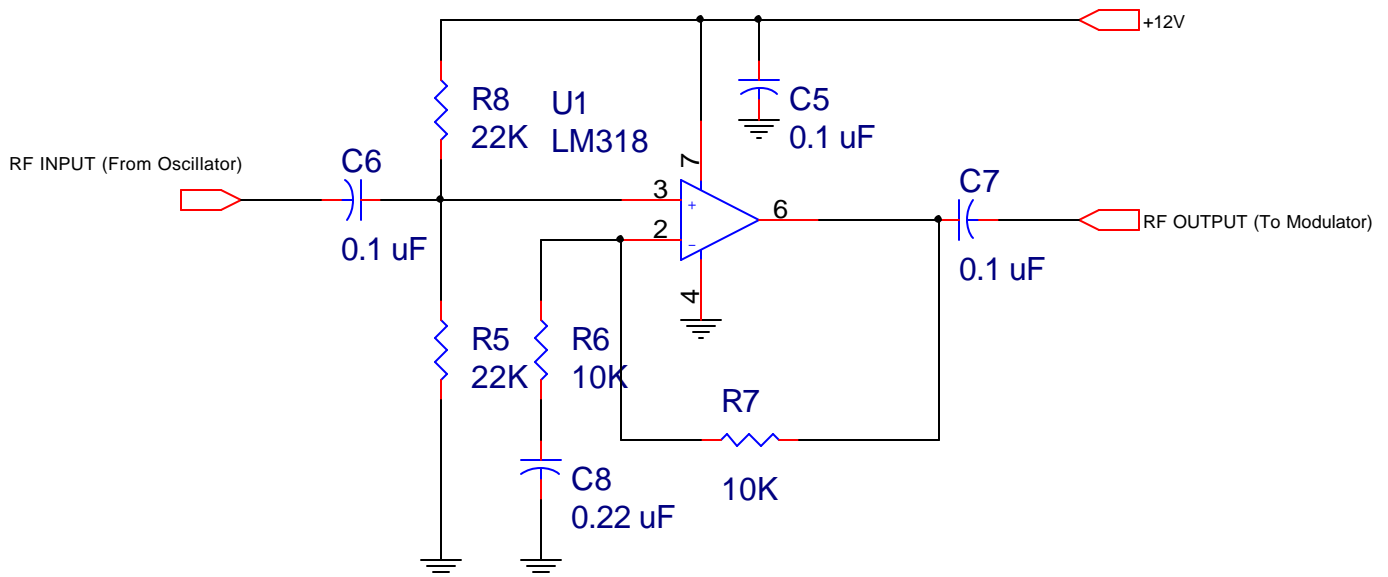 +12V
R8
22K
U1
LM318
C5
0.1 uF
RF INPUT (From Oscillator)
C6
0.1 uF
7
3
+
2
−
6
4
C7
0.1 uF
RF OUTPUT (To Modulator)
R5
22K
R6
10K
R7
10K
C8
0.22 uF